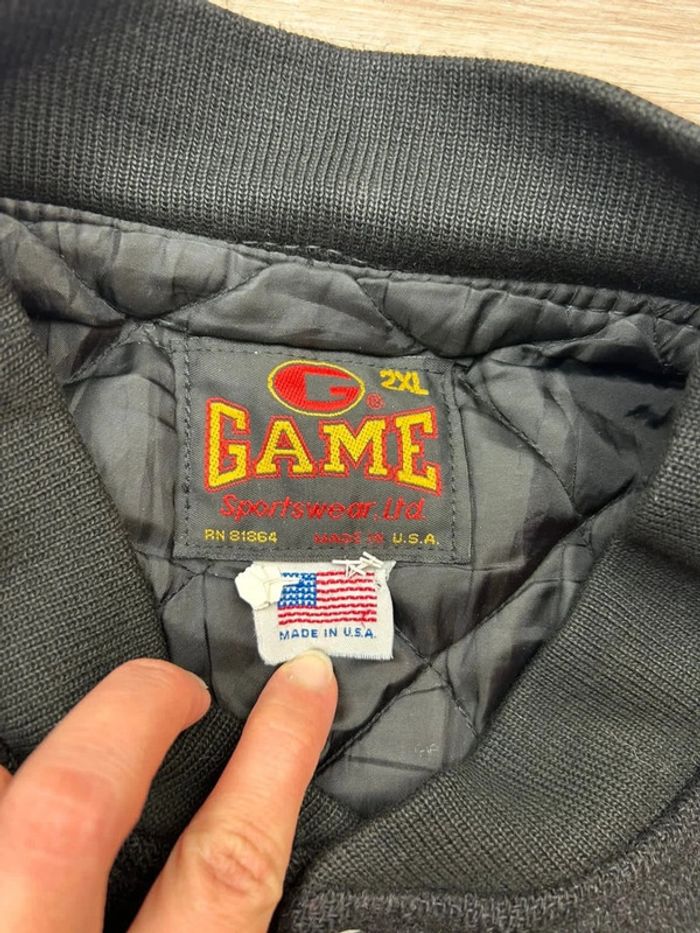 G 2XL
®
GAME
Sportswear, Ltd.
RN 81864 MADE IN U.S.A.
MADE IN U.S.A.